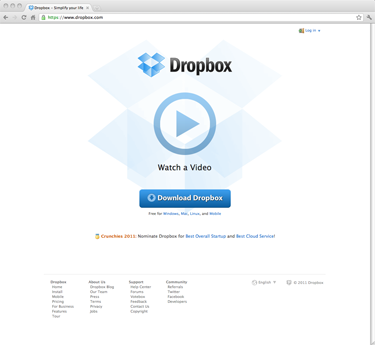 Dropbox - Simplify your life
https://www.dropbox.com
Log in
Dropbox
Watch a Video
Download Dropbox
Free for Windows, Mac, Linux, and Mobile
Crunchies 2011: Nominate Dropbox for Best Overall Startup and Best Cloud Service!
Dropbox
Home
Install
Mobile
Pricing
For Business
Features
Tour
About Us
Dropbox Blog
Our Team
Press
Terms
Privacy
Jobs
Support
Help Center
Forums
Votebox
Feedback
Contact Us
Copyright
Community
Referrals
Twitter
Facebook
Developers
English
© 2011 Dropbox